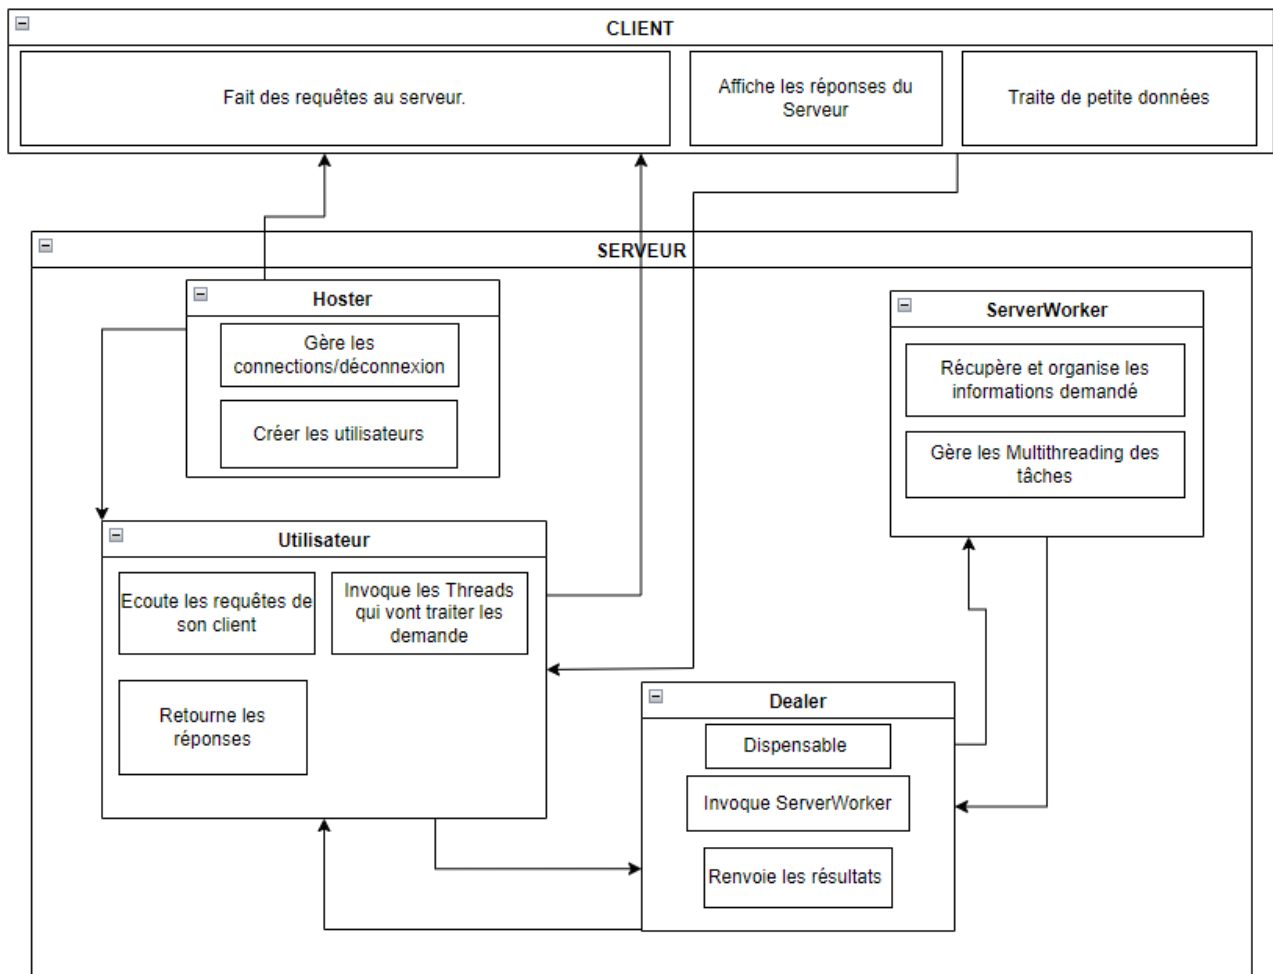 CLIENT
Fait des requêtes au serveur.
Affiche les réponses du
Serveur
Traite de petite données
SERVEUR
Hoster
Gère les
connections/déconnexion
Créer les utilisateurs
ServerWorker
Récupère et organise les
informations demandé
Gère les Multithreading des
tâches
Utilisateur
Ecoute les requêtes de
son client
Invoque les Threads
qui vont traiter les
demande
Retourne les
réponses
Dealer
Dispensable
Invoque ServerWorker
Renvoie les résultats